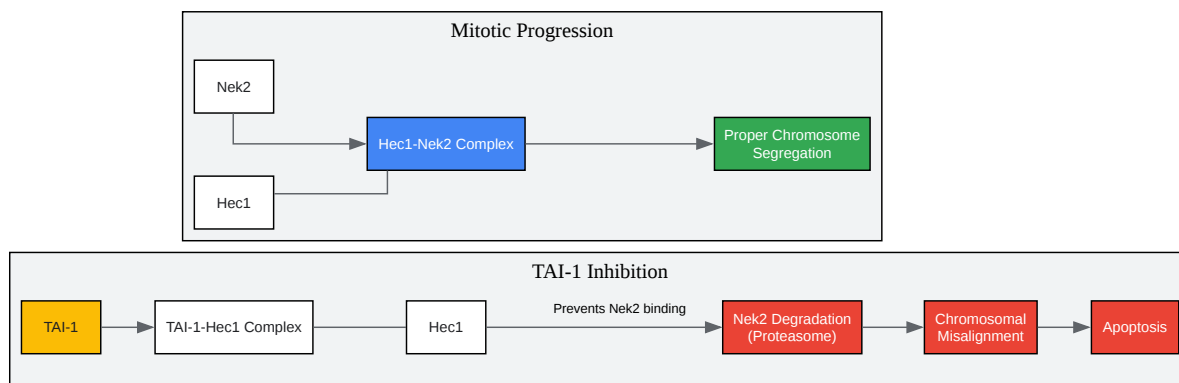 Mitotic Progression
Nek2
Hec1-Nek2 Complex
Proper Chromosome
Segregation
Hec1
TAI-1 Inhibition
TAI-1
TAI-1-Hec1 Complex
Hec1
Prevents Nek2 binding
Nek2 Degradation
(Proteasome)
Chromosomal
Misalignment
Apoptosis